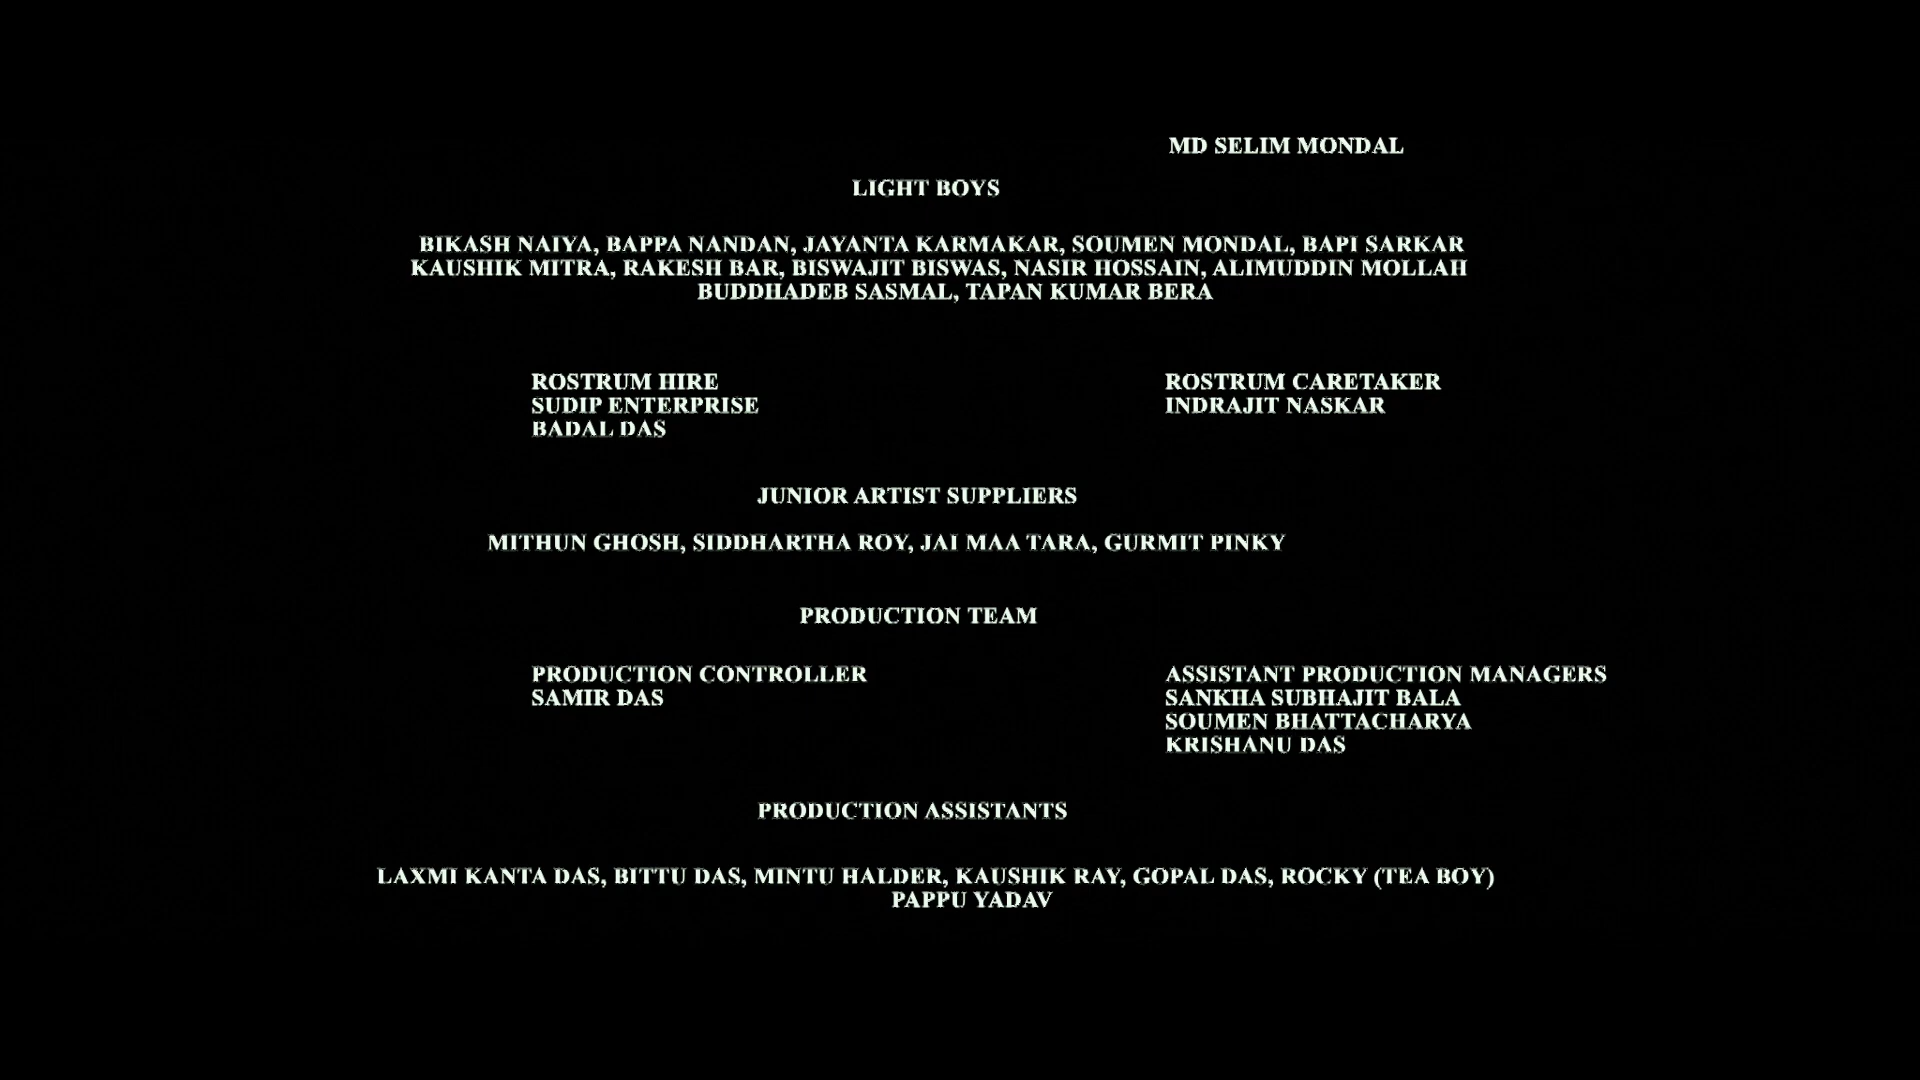 MD SELIM MONDAL
LIGHT BOYS
BIKASH NAIYA, BAPPA NANDAN, JAYANTA KARMAKAR, SOUMEN MONDAL, BAPI SARKAR
KAUSHIK MITRA, RAKESH BAR, BISWAJIT BISWAS, NASIR HOSSAIN, ALIMUDDIN MOLLAH
BUDDHADEB SASMAL, TAPAN KUMAR BERA
ROSTRUM HIRE
SUDIP ENTERPRISE
BADAL DAS
ROSTRUM CARETAKER
INDRAJIT NASKAR
JUNIOR ARTIST SUPPLIERS
MITHUN GHOSH, SIDDHARTHA ROY, JAI MAA TARA, GURMIT PINKY
PRODUCTION TEAM
PRODUCTION CONTROLLER
SAMIR DAS
ASSISTANT PRODUCTION MANAGERS
SANKHA SUBHAJIT BALA
SOUMEN BHATTACHARYA
KRISHANU DAS
PRODUCTION ASSISTANTS
LAXMI KANTA DAS, BITTU DAS, MINTU HALDER, KAUSHIK RAY, GOPAL DAS, ROCKY (TEA BOY)
PAPPU YADAV